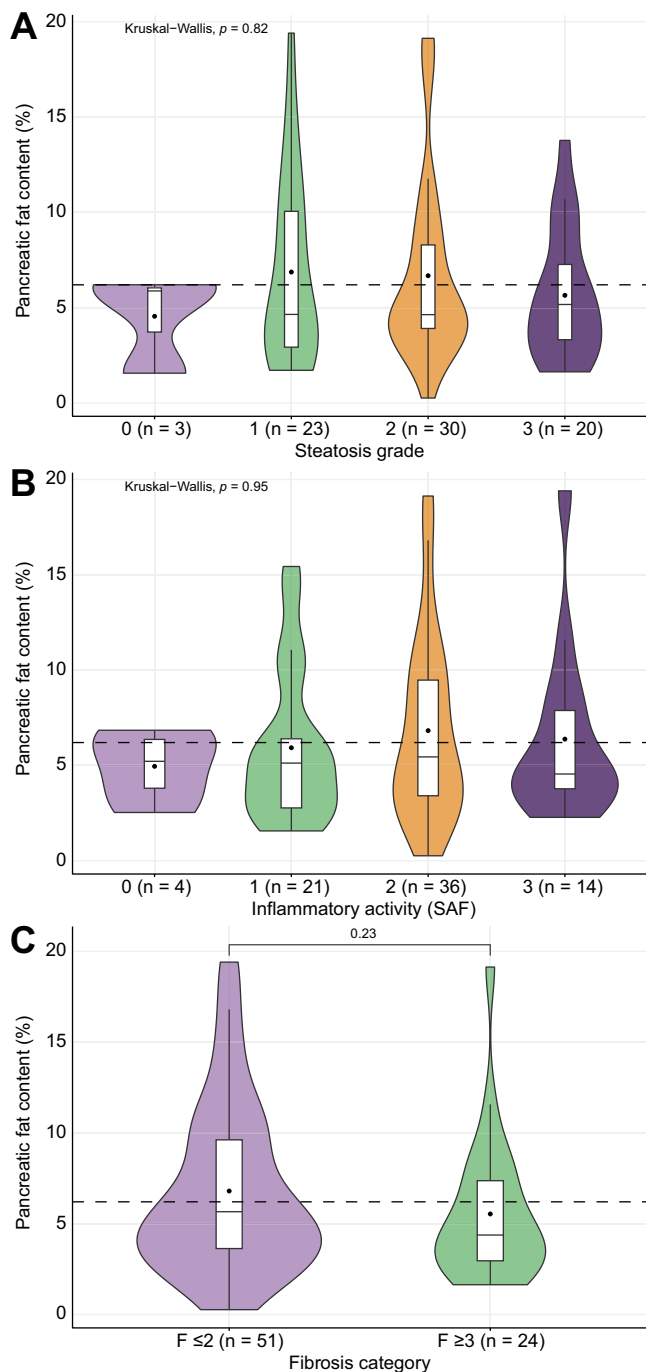 A
Kruskal−Wallis, p = 0.82
Pancreatic fat content (%)
20
15
10
5
0
0 (n = 3) 1 (n = 23) 2 (n = 30) 3 (n = 20)
Steatosis grade
B
Kruskal−Wallis, p = 0.95
Pancreatic fat content (%)
20
15
10
5
0
0 (n = 4) 1 (n = 21) 2 (n = 36) 3 (n = 14)
Inflammatory activity (SAF)
C
0.23
Pancreatic fat content (%)
20
15
10
5
0
F ≤2 (n = 51) F ≥3 (n = 24)
Fibrosis category